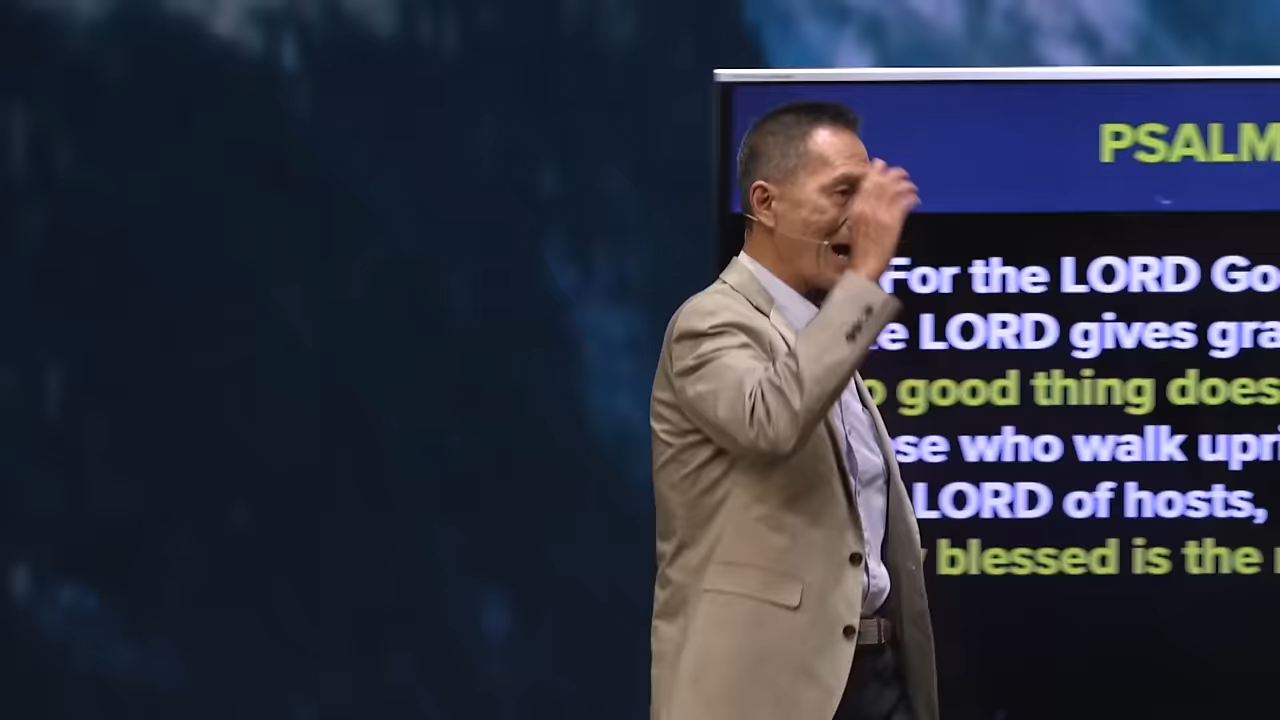 PSALM
For the LORD Go
LORD gives gra
good thing does
who walk upri
LORD of hosts,
blessed is the